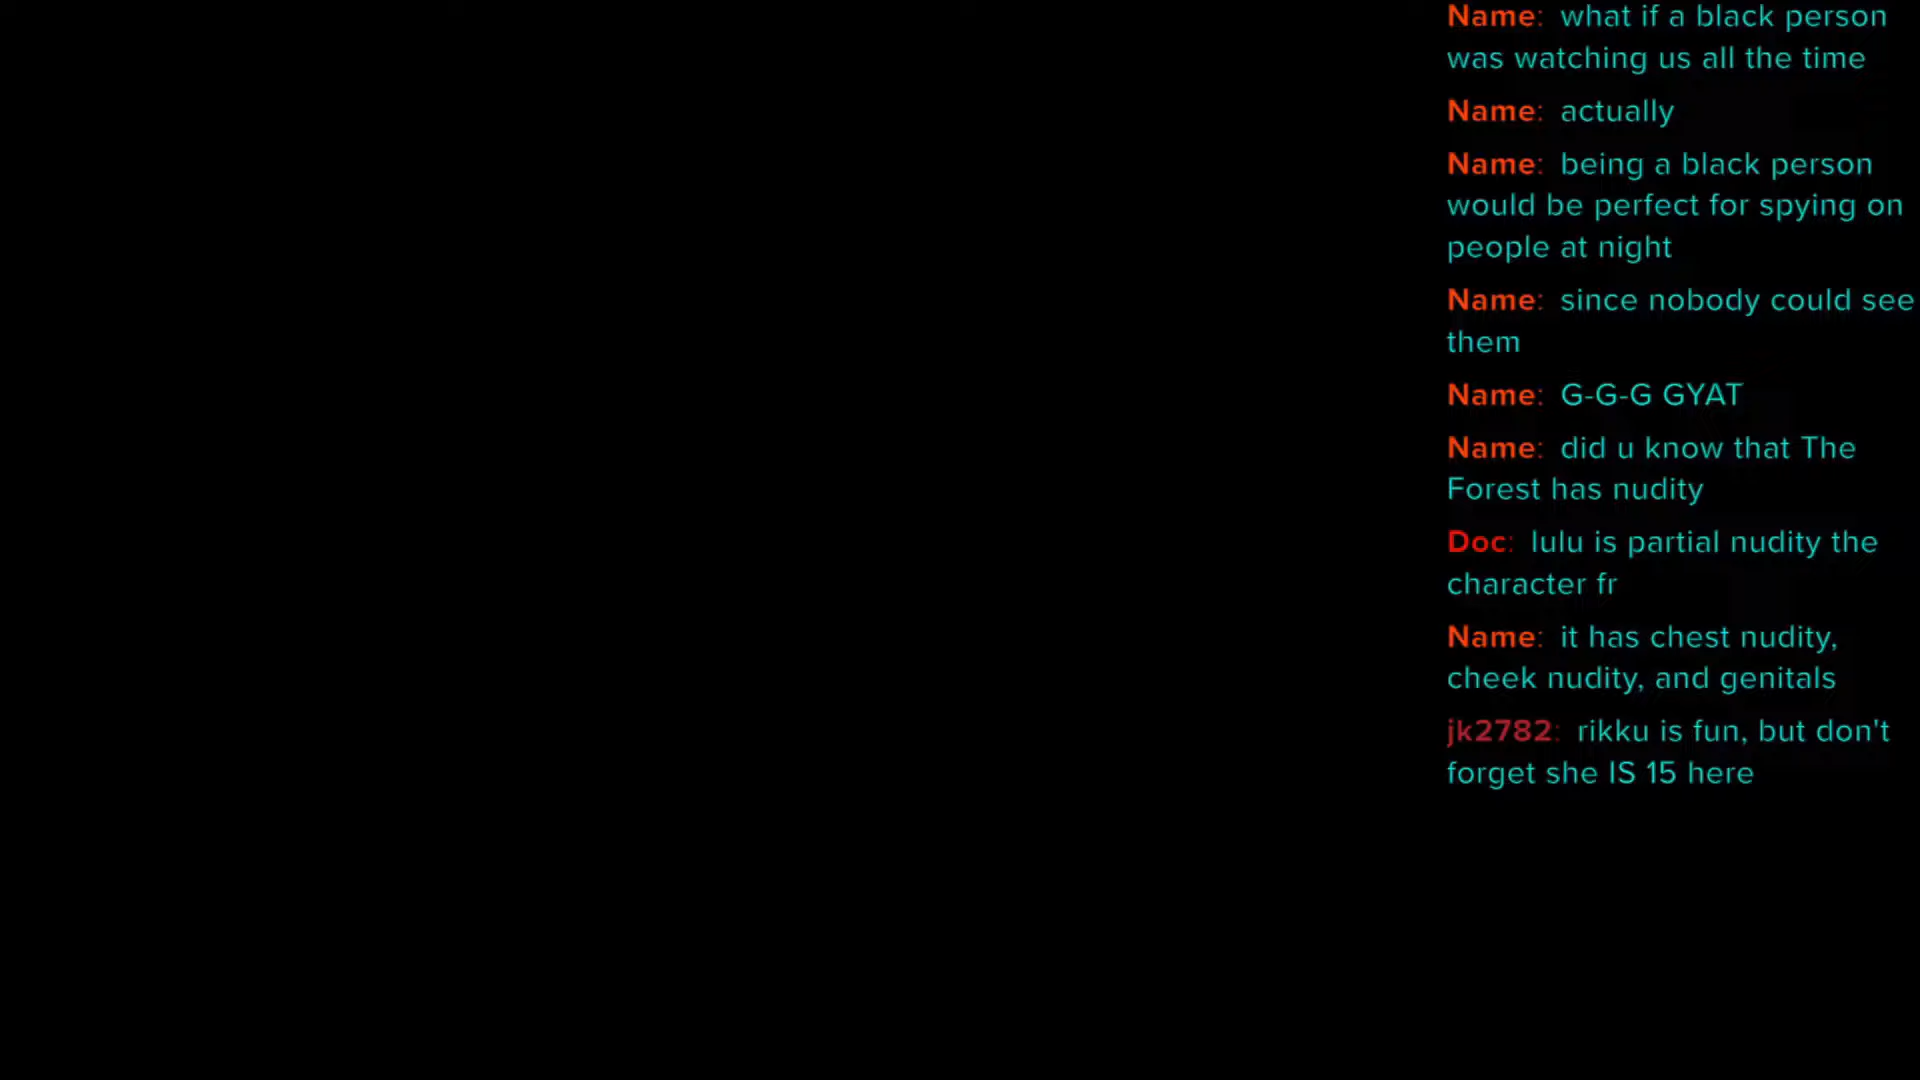 Name: what if a black person
was watching us all the time
Name: actually
Name: being a black person
would be perfect for spying on
people at night
Name: since nobody could see
them
Name: G-G-G GYAT
Name: did u know that The
Forest has nudity
Doc: lulu is partial nudity the
character fr
Name: it has chest nudity,
cheek nudity, and genitals
jk2782: rikku is fun, but don't
forget she IS 15 here